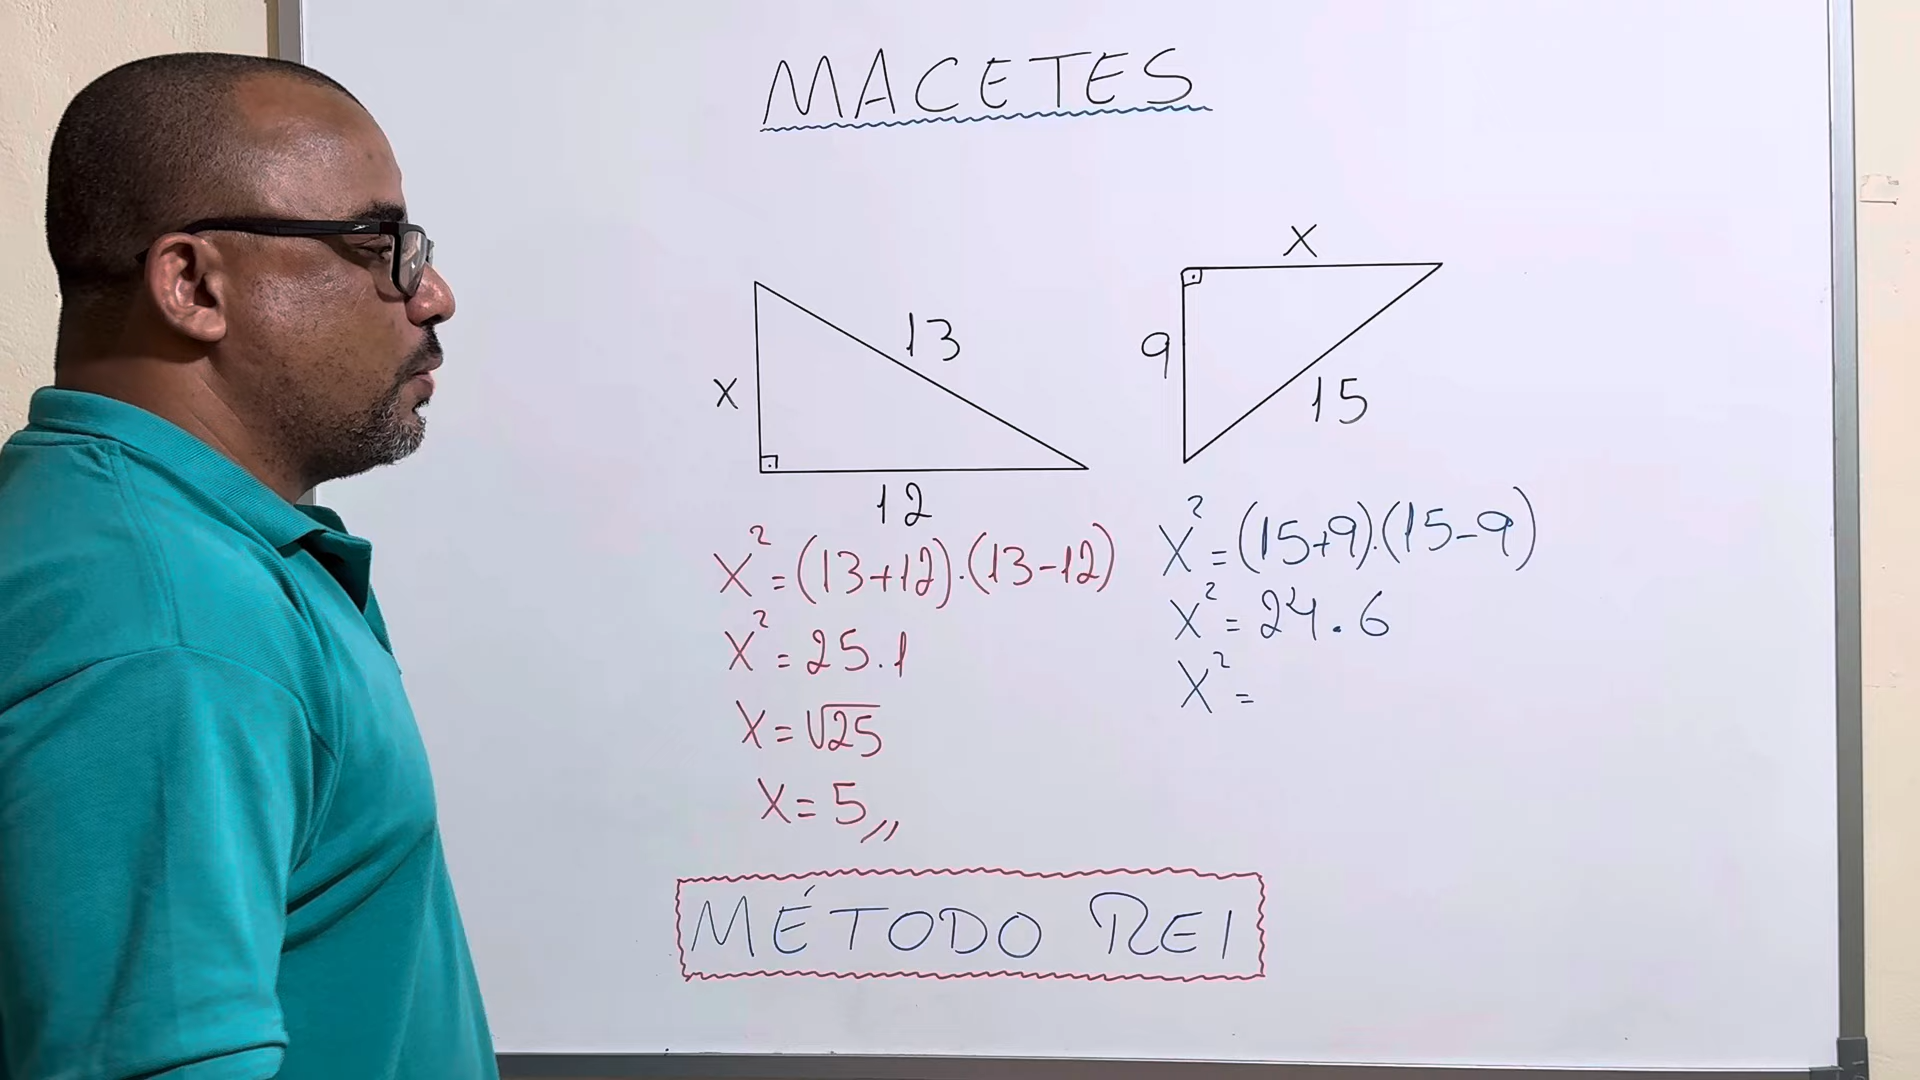 MACETES
x
13
12
x
9
15
x² = (13+12).(13-12)
x² = 25.1
x = √25
x = 5,,
x² = (15+9).(15-9)
x² = 24.6
x² =
MÉTODO REI